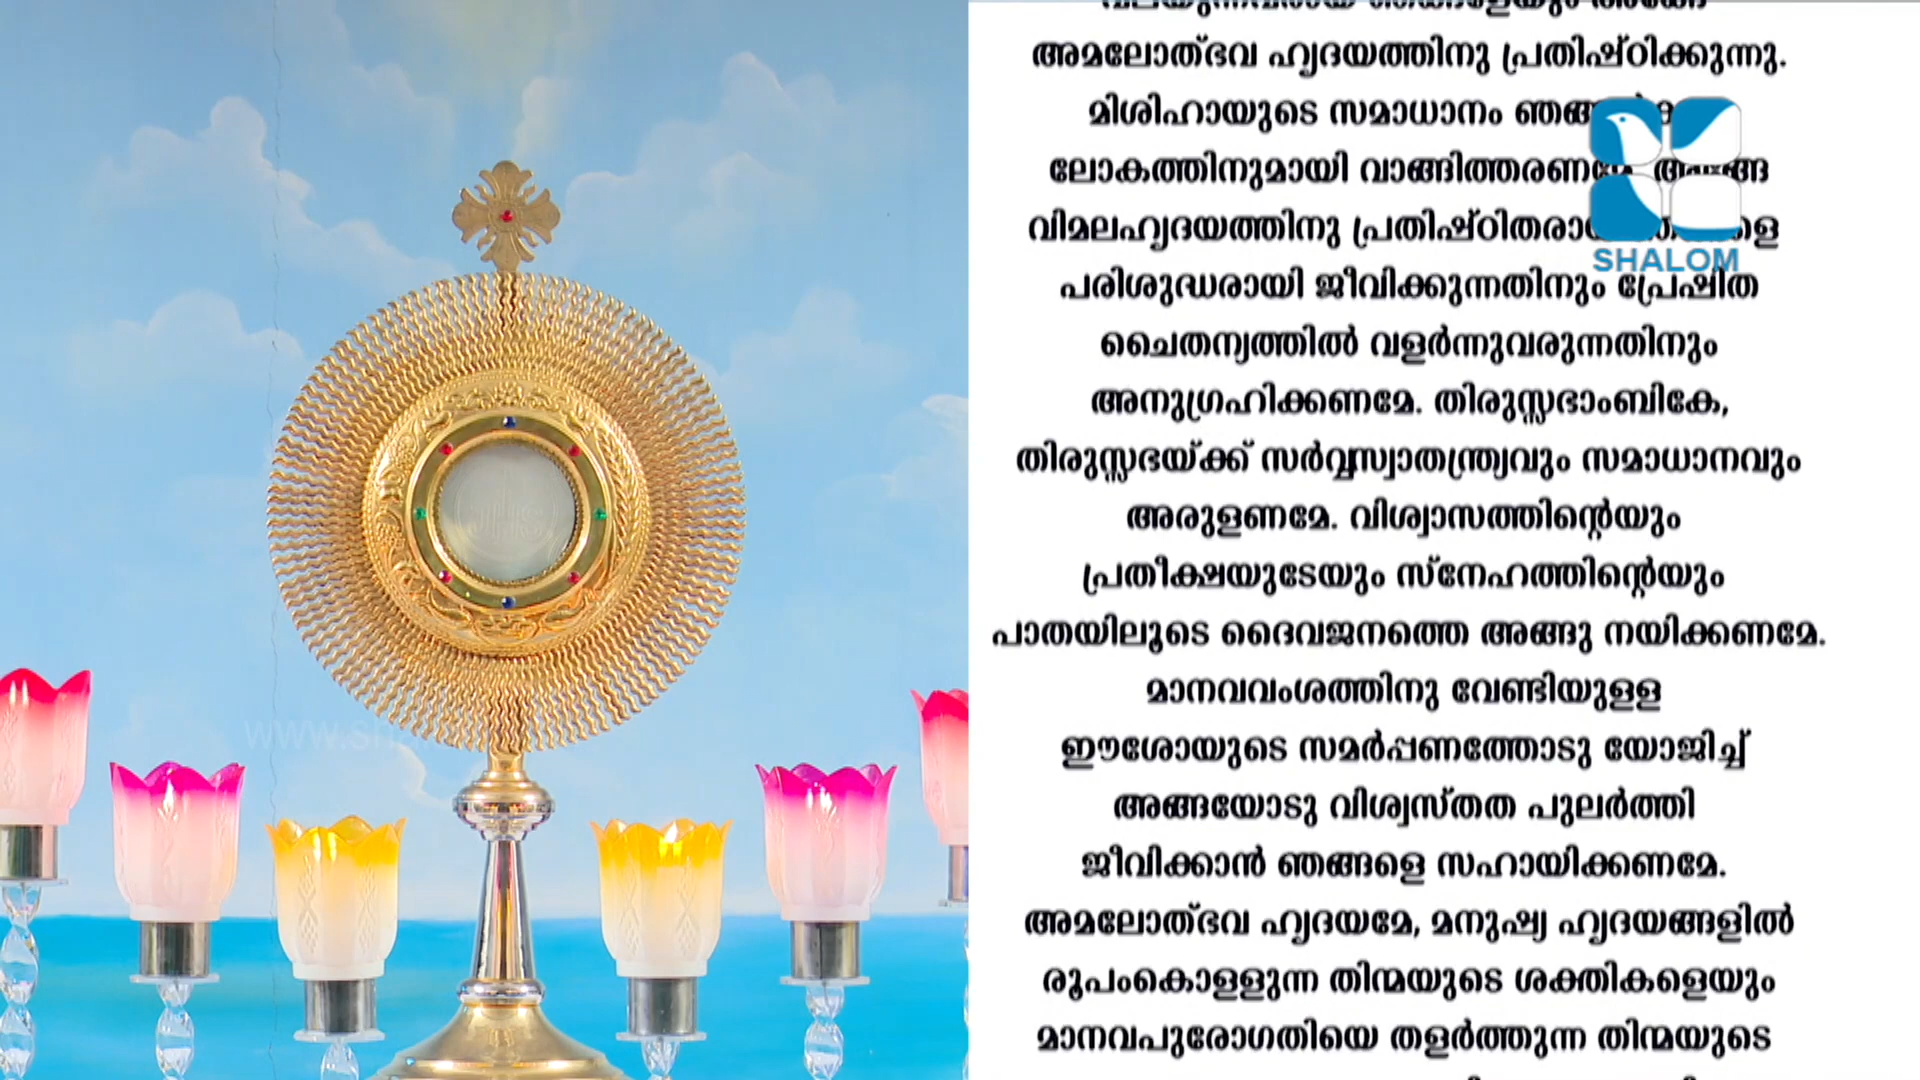 അമലോത്ഭവ ഹൃദയത്തിനു പ്രതിഷ്ഠിക്കുന്നു.
മിശിഹായുടെ സമാധാനം
ലോകത്തിനുമായി വാങ്ങിത്തരണമേ.
വിമലഹൃദയത്തിനു
SHALOM
പരിശുദ്ധരായി ജീവിക്കുന്നതിനും പ്രേഷിത
ചൈതന്യത്തിൽ വളർന്നുവരുന്നതിനും
അനുഗ്രഹിക്കണമേ. തിരുസ്സഭാംബികേ,
തിരുസ്സഭയ്ക്ക് സർവ്വസ്വാതന്ത്ര്യവും സമാധാനവും
അരുളണമേ. വിശ്വാസത്തിന്റെയും
പ്രതീക്ഷയുടേയും സ്നേഹത്തിന്റെയും
പാതയിലൂടെ ദൈവജനത്തെ അങ്ങു നയിക്കണമേ.
മാനവവംശത്തിനു വേണ്ടിയുളള
ഈശോയുടെ സമർപ്പണത്തോടു യോജിച്ച്
അങ്ങയോടു വിശ്വസ്തത പുലർത്തി
ജീവിക്കാൻ ഞങ്ങളെ സഹായിക്കണമേ.
അമലോത്ഭവ ഹൃദയമേ, മനുഷ്യ ഹൃദയങ്ങളിൽ
രൂപംകൊളളുന്ന തിന്മയുടെ ശക്തികളെയും
മാനവപുരോഗതിയെ തളർത്തുന്ന തിന്മയുടെ